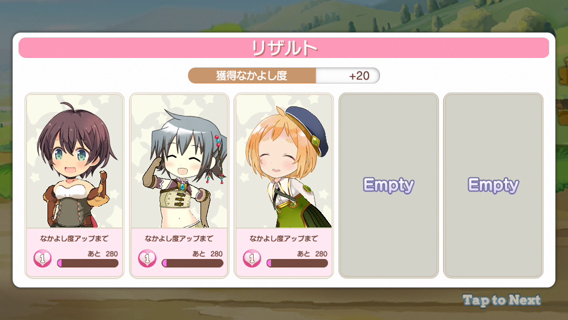 リザルト
獲得なかよし度 +20
なかよし度アップまで
1 あと 280
なかよし度アップまで
1 あと 280
なかよし度アップまで
1 あと 280
Empty
Empty
Tap to Next